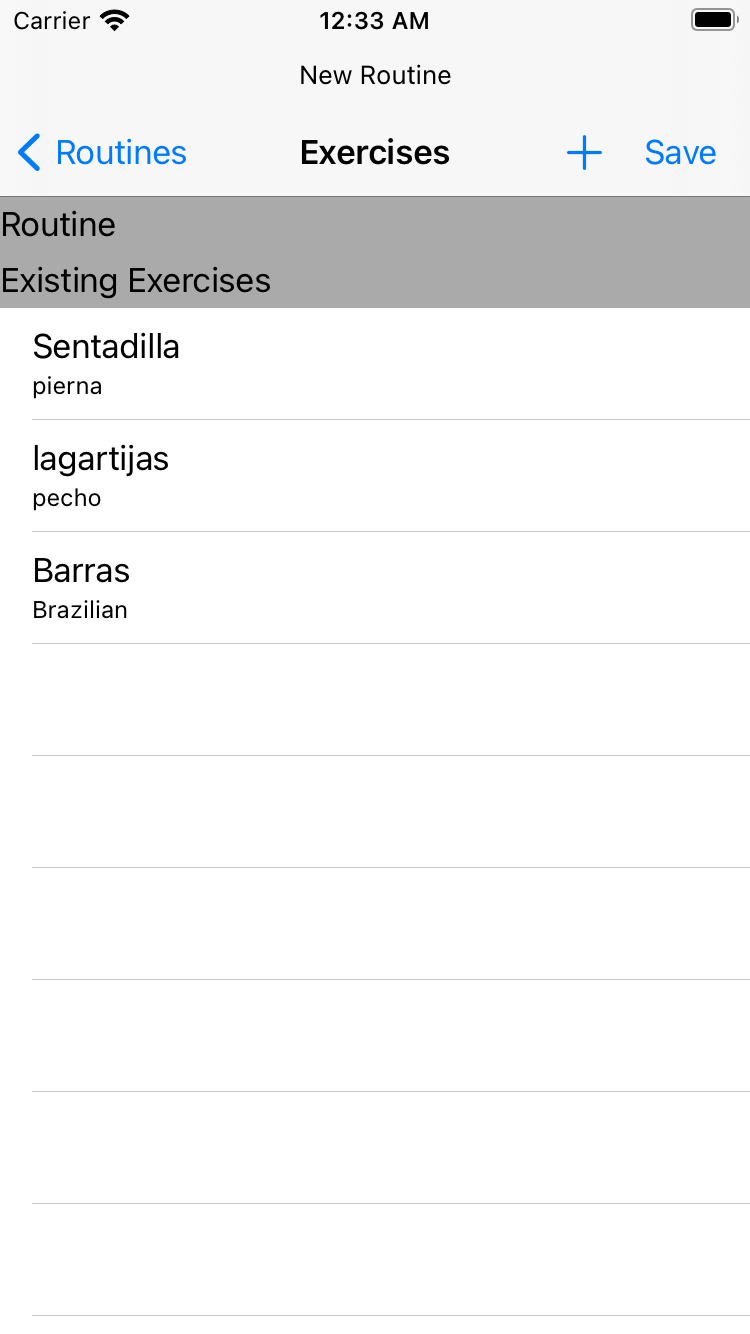 Carrier 12:33 AM
New Routine
Routines Exercises + Save
Routine
Existing Exercises
Sentadilla
pierna
lagartijas
pecho
Barras
Brazilian